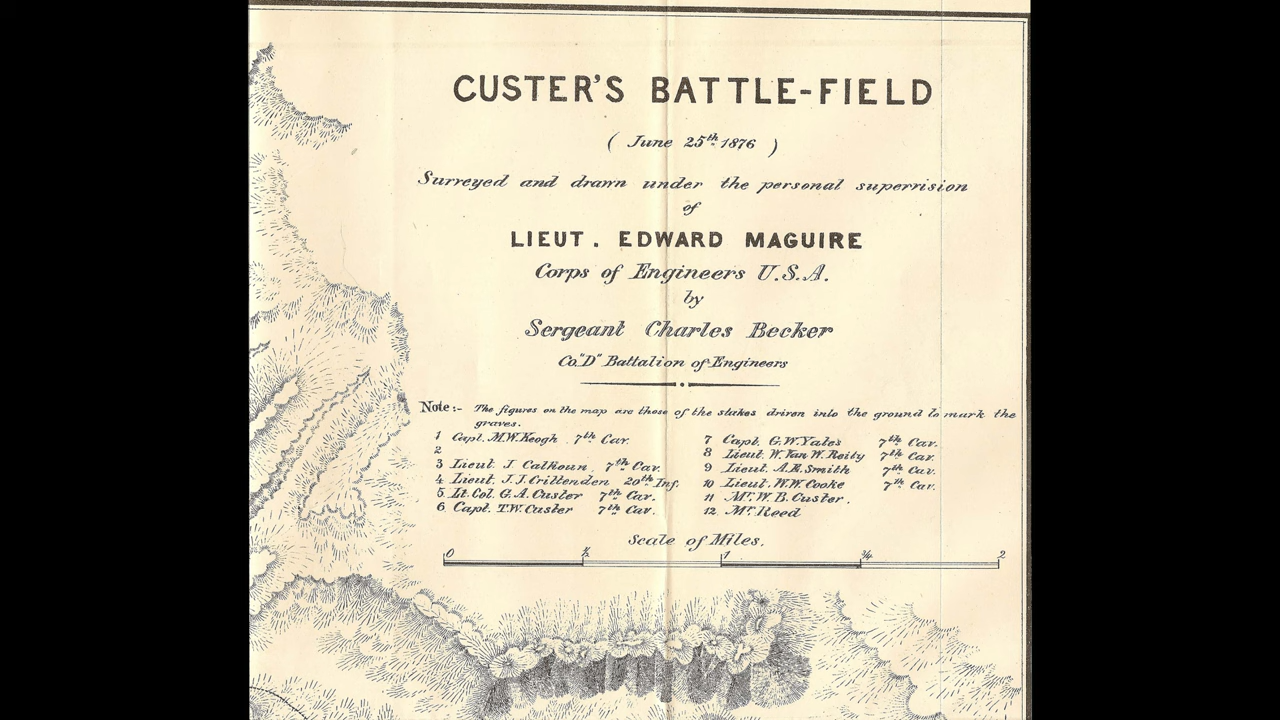 CUSTER'S BATTLE-FIELD
( June 25th 1876 )
Surveyed and drawn under the personal supervision
of
LIEUT. EDWARD MAGUIRE
Corps of Engineers U.S.A.
by
Sergeant Charles Becker
Co."D" Battalion of Engineers
Note:- The figures on the map are those of the stakes driven into the ground to mark the
graves.
1 Capt. M.W. Keogh. 7th Cav.
2
3 Lieut. J. Calhoun. 7th Cav.
4 Lieut. J.J. Crittenden 20th Inf.
5 Lt. Col. G.A. Custer 7th Cav.
6 Capt. T.W. Custer 7th Cav.
7 Capt. G.W. Yates 7th Cav.
8 Lieut. W. Van W. Reily 7th Cav.
9 Lieut. A.E. Smith 7th Cav.
10 Lieut. W.W. Cooke 7th Cav.
11 Mr. W.B. Custer.
12 Mr. Reed
Scale of Miles.
0 ½ 1 ¾ 2